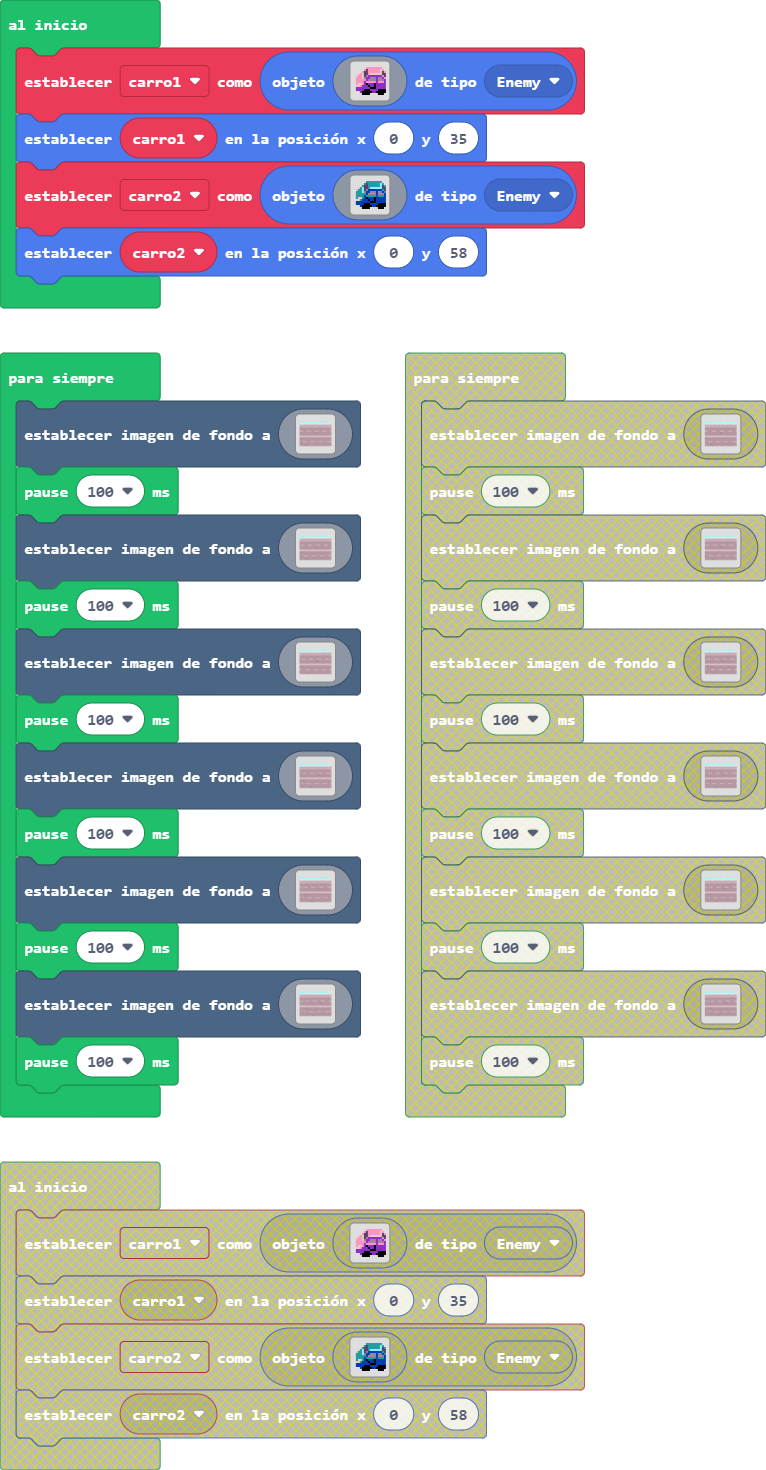 al inicio
establecer carro1 como objeto de tipo Enemy
establecer carro1 en la posición x 0 y 35
establecer carro2 como objeto de tipo Enemy
establecer carro2 en la posición x 0 y 58
para siempre
establecer imagen de fondo a
pause 100 ms
establecer imagen de fondo a
pause 100 ms
establecer imagen de fondo a
pause 100 ms
establecer imagen de fondo a
pause 100 ms
establecer imagen de fondo a
pause 100 ms
establecer imagen de fondo a
pause 100 ms
para siempre
establecer imagen de fondo a
pause 100 ms
establecer imagen de fondo a
pause 100 ms
establecer imagen de fondo a
pause 100 ms
establecer imagen de fondo a
pause 100 ms
establecer imagen de fondo a
pause 100 ms
establecer imagen de fondo a
pause 100 ms
al inicio
establecer carro1 como objeto de tipo Enemy
establecer carro1 en la posición x 0 y 35
establecer carro2 como objeto de tipo Enemy
establecer carro2 en la posición x 0 y 58